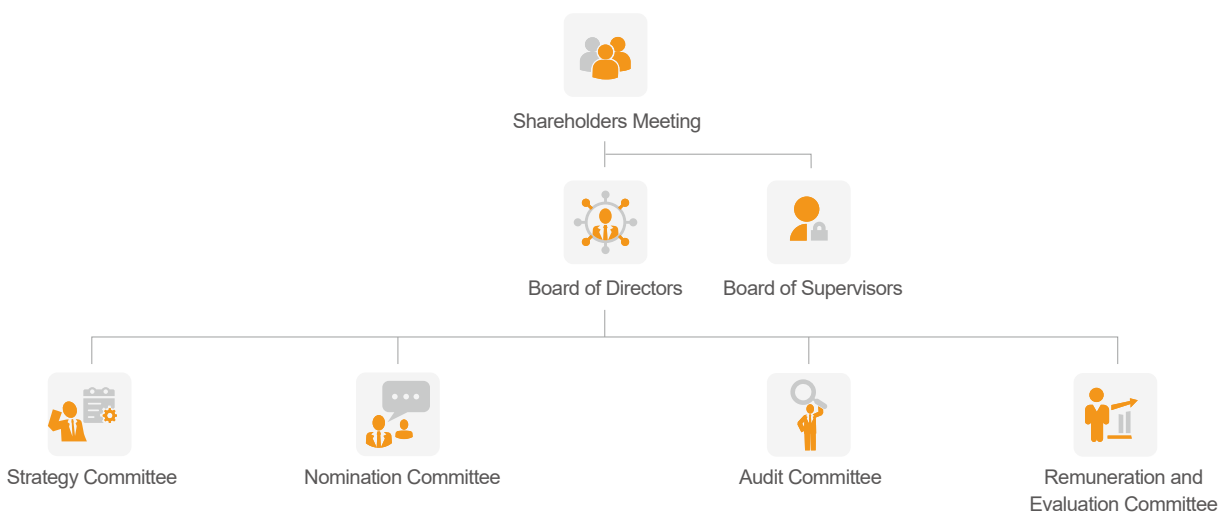 Shareholders Meeting
Board of Directors
Board of Supervisors
Strategy Committee
Nomination Committee
Audit Committee
Remuneration and
Evaluation Committee